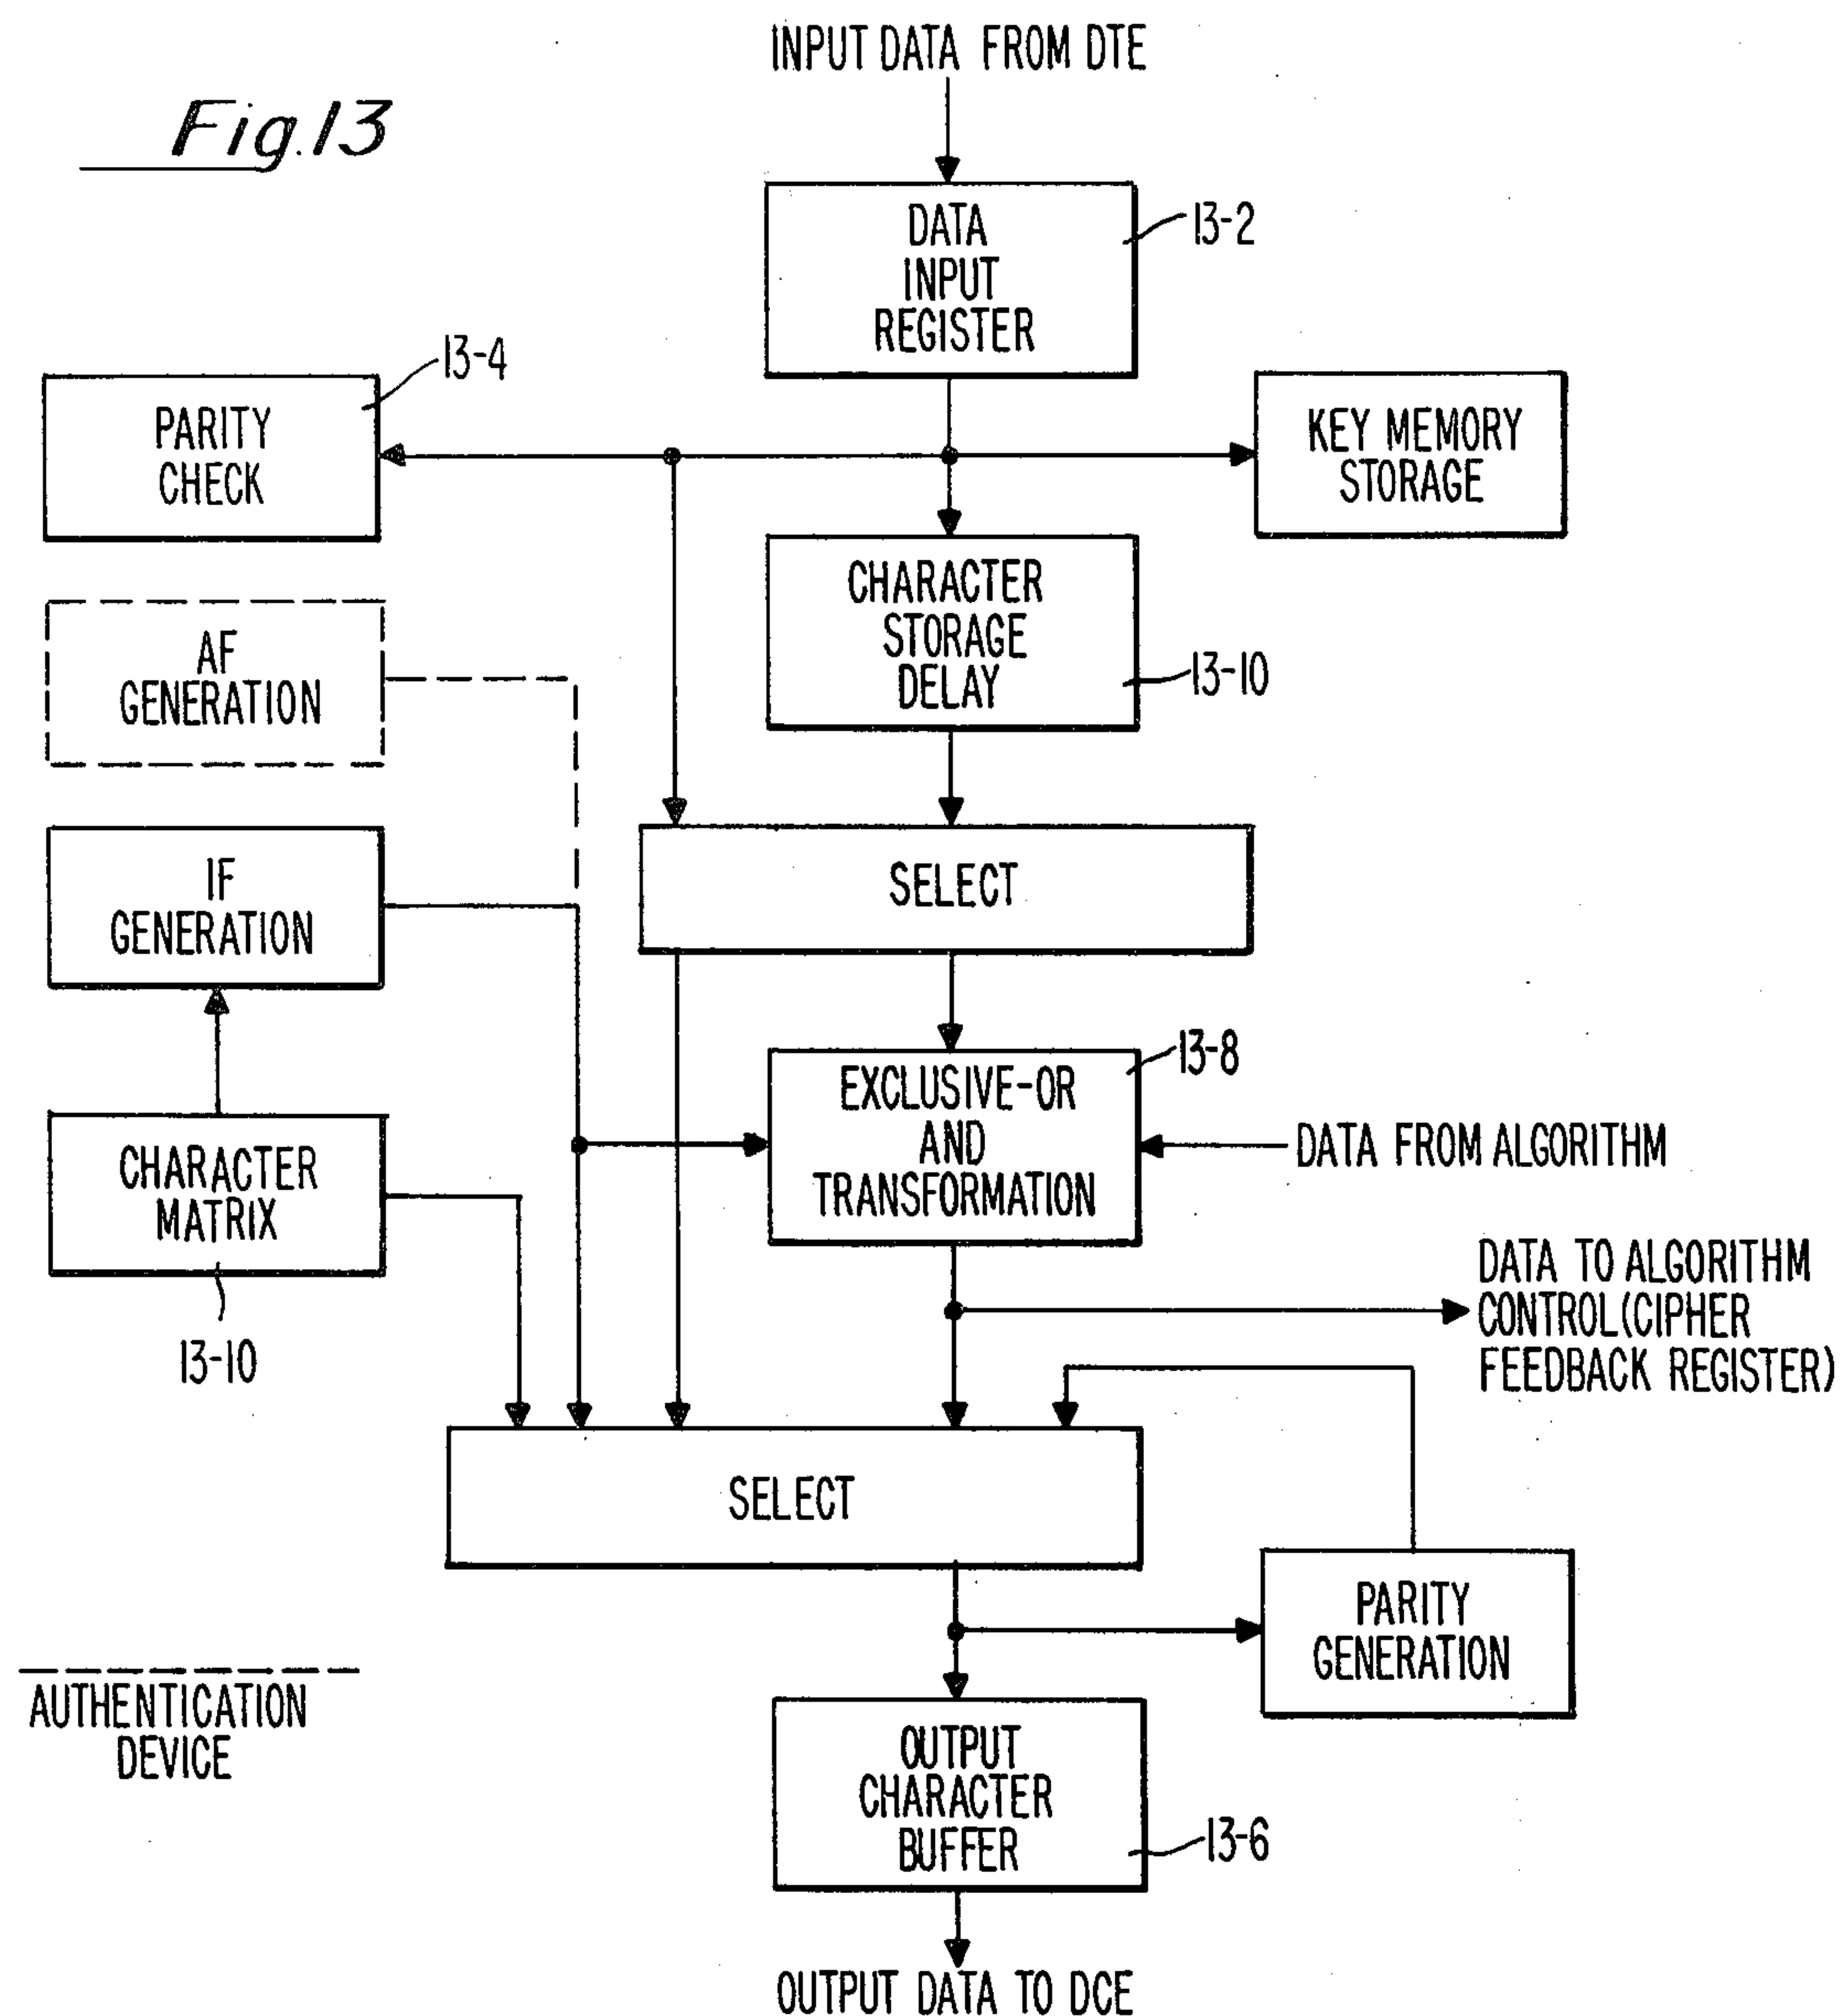 INPUT DATA FROM DTE
Fig. 13
DATA
INPUT
REGISTER
13-2
13-4
PARITY
CHECK
KEY MEMORY
STORAGE
CHARACTER
STORAGE
DELAY
13-10
AF
GENERATION
SELECT
IF
GENERATION
13-8
EXCLUSIVE-OR
AND
TRANSFORMATION
DATA FROM ALGORITHM
CHARACTER
MATRIX
13-10
DATA TO ALGORITHM
CONTROL (CIPHER
FEEDBACK REGISTER)
SELECT
PARITY
GENERATION
AUTHENTICATION
DEVICE
OUTPUT
CHARACTER
BUFFER
13-6
OUTPUT DATA TO DCE